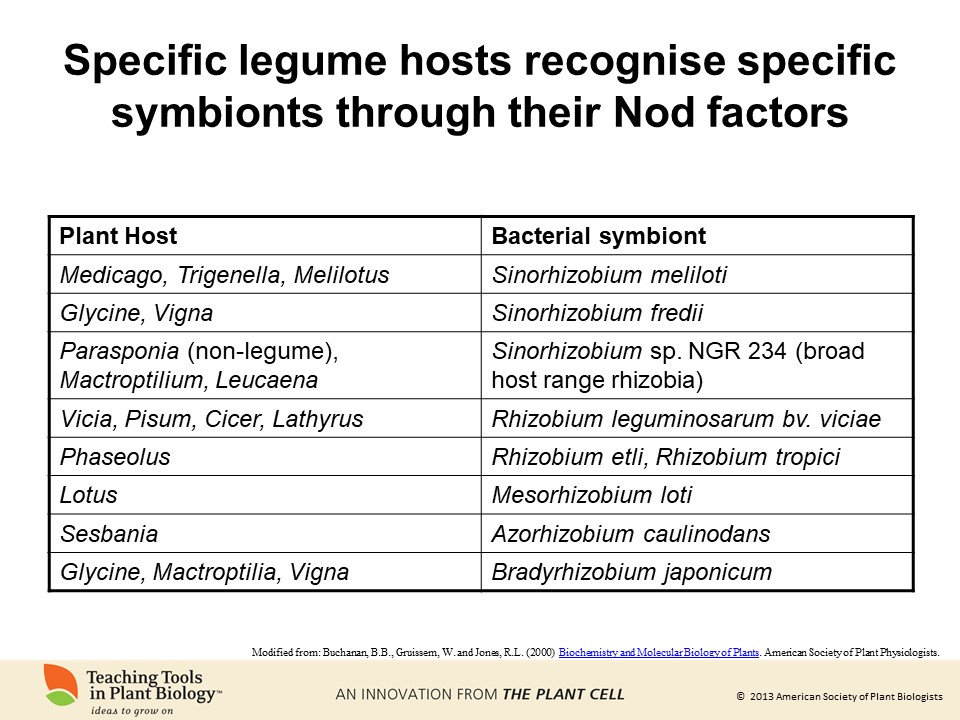 Specific legume hosts recognise specific
symbionts through their Nod factors
Plant Host
Bacterial symbiont
Medicago, Trigenella, Melilotus
Sinorhizobium meliloti
Glycine, Vigna
Sinorhizobium fredii
Parasponia (non-legume),
Mactroptilium, Leucaena
Sinorhizobium sp. NGR 234 (broad
host range rhizobia)
Vicia, Pisum, Cicer, Lathyrus
Rhizobium leguminosarum bv. viciae
Phaseolus
Rhizobium etli, Rhizobium tropici
Lotus
Mesorhizobium loti
Sesbania
Azorhizobium caulinodans
Glycine, Mactroptilia, Vigna
Bradyrhizobium japonicum
Modified from: Buchanan, B.B., Gruissem, W. and Jones, R.L. (2000) Biochemistry and Molecular Biology of Plants. American Society of Plant Physiologists.
Teaching Tools
in Plant Biology™
ideas to grow on
AN INNOVATION FROM THE PLANT CELL
© 2013 American Society of Plant Biologists